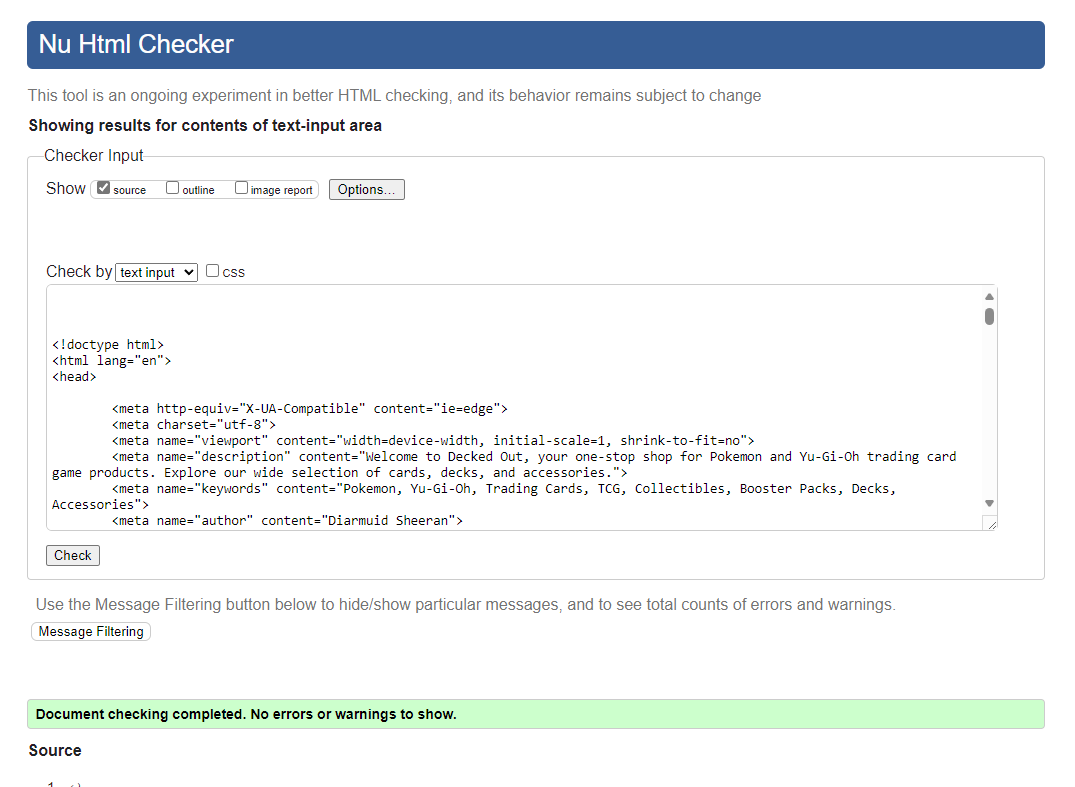 Nu Html Checker
This tool is an ongoing experiment in better HTML checking, and its behavior remains subject to change
Showing results for contents of text-input area
Checker Input
Show source outline image report Options...
Check by text input css
<!doctype html>
<html lang="en">
<head>
<meta http-equiv="X-UA-Compatible" content="ie=edge">
<meta charset="utf-8">
<meta name="viewport" content="width=device-width, initial-scale=1, shrink-to-fit=no">
<meta name="description" content="Welcome to Decked Out, your one-stop shop for Pokemon and Yu-Gi-Oh trading card
game products. Explore our wide selection of cards, decks, and accessories.">
<meta name="keywords" content="Pokemon, Yu-Gi-Oh, Trading Cards, TCG, Collectibles, Booster Packs, Decks,
Accessories">
<meta name="author" content="Diarmuid Sheeran">
Check
Use the Message Filtering button below to hide/show particular messages, and to see total counts of errors and warnings.
Message Filtering
Document checking completed. No errors or warnings to show.
Source